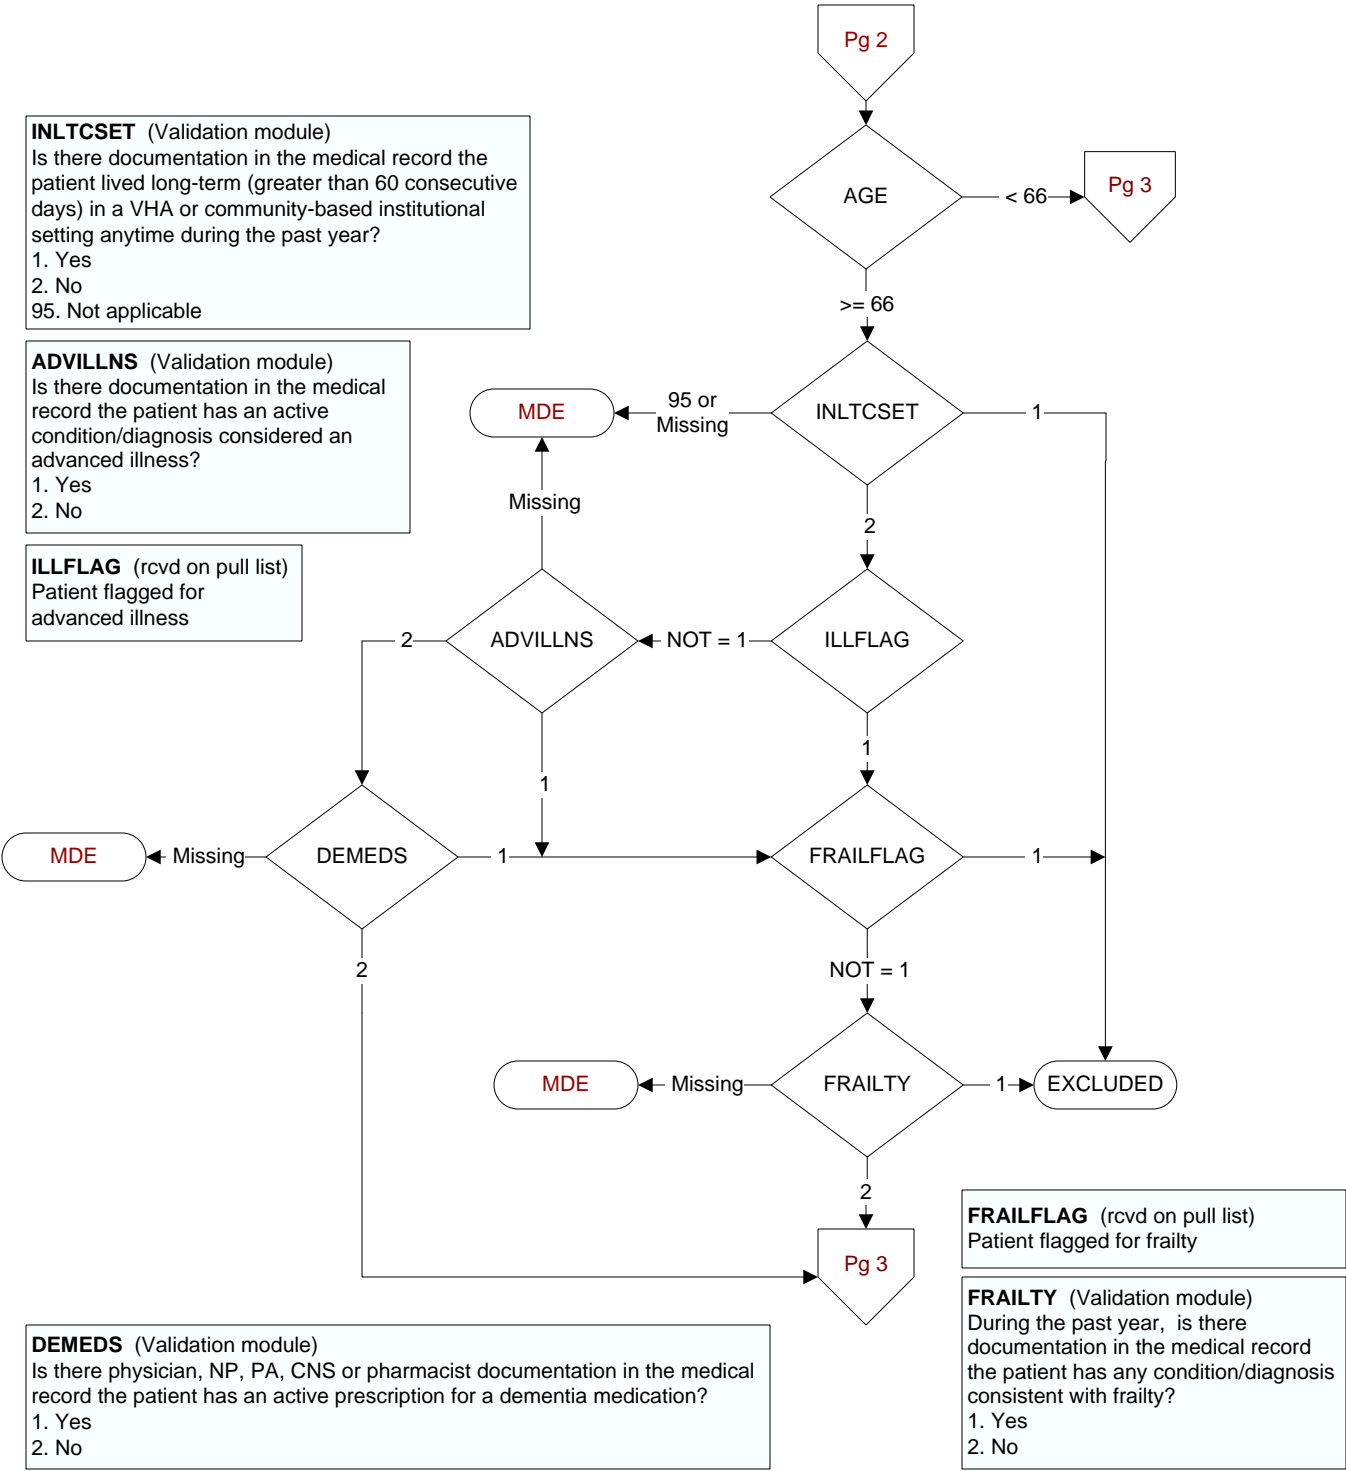 Pg 2
INLTCSET (Validation module)
Is there documentation in the medical record the
patient lived long-term (greater than 60 consecutive
days) in a VHA or community-based institutional
setting anytime during the past year?
1. Yes
2. No
95. Not applicable
AGE
< 66
Pg 3
>= 66
ADVILLNS (Validation module)
Is there documentation in the medical
record the patient has an active
condition/diagnosis considered an
advanced illness?
1. Yes
2. No
MDE
95 or
Missing
INLTCSET
1
Missing
2
ILLFLAG (rcvd on pull list)
Patient flagged for
advanced illness
2
ADVILLNS
NOT = 1
ILLFLAG
1
1
MDE
Missing
DEMEDS
1
FRAILFLAG
1
2
NOT = 1
MDE
Missing
FRAILTY
1
EXCLUDED
2
Pg 3
FRAILFLAG (rcvd on pull list)
Patient flagged for frailty
FRAILTY (Validation module)
During the past year, is there
documentation in the medical record
the patient has any condition/diagnosis
consistent with frailty?
1. Yes
2. No
DEMEDS (Validation module)
Is there physician, NP, PA, CNS or pharmacist documentation in the medical
record the patient has an active prescription for a dementia medication?
1. Yes
2. No